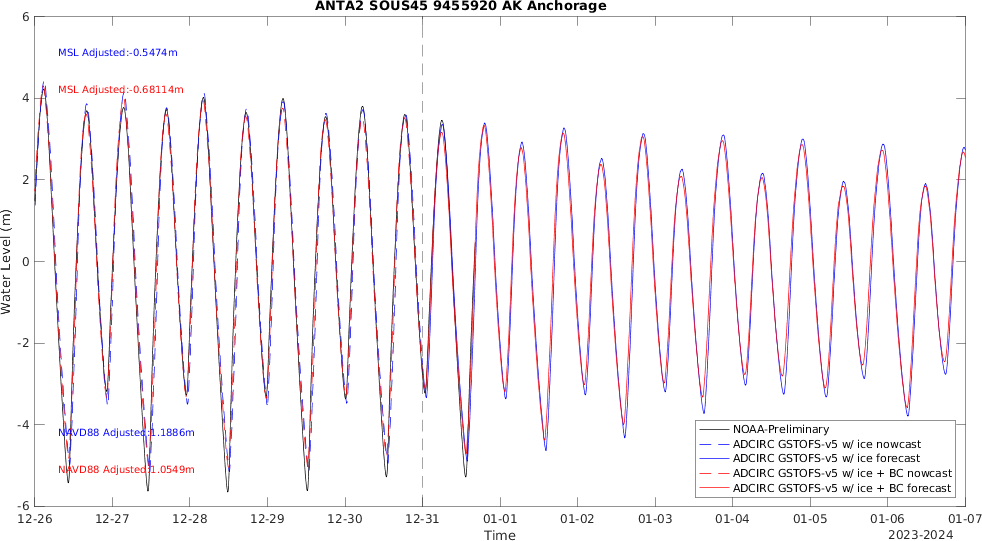 ANTA2 SOUS45 9455920 AK Anchorage
6
4
2
0
-2
-4
-6
Water Level (m)
MSL Adjusted:-0.5474m
MSL Adjusted:-0.68114m
NAVD88 Adjusted:1.1886m
NAVD88 Adjusted:1.0549m
NOAA-Preliminary
ADCIRC GSTOFS-v5 w/ ice nowcast
ADCIRC GSTOFS-v5 w/ ice forecast
ADCIRC GSTOFS-v5 w/ ice + BC nowcast
ADCIRC GSTOFS-v5 w/ ice + BC forecast
12-26 12-27 12-28 12-29 12-30 12-31 01-01 01-02 01-03 01-04 01-05 01-06 01-07
Time
2023-2024